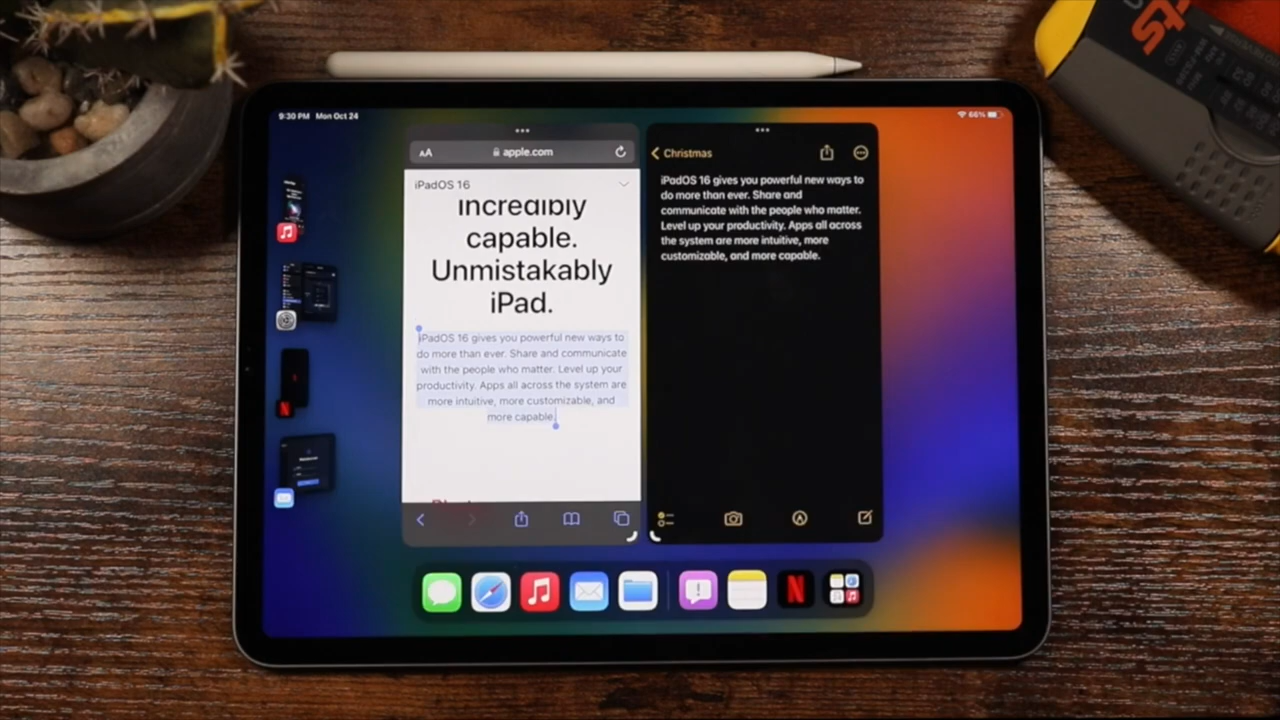 9:30 PM Mon Oct 24
66%
AA
apple.com
iPadOS 16
Incredibly
capable.
Unmistakably
iPad.
iPadOS 16 gives you powerful new ways to
do more than ever. Share and communicate
with the people who matter. Level up your
productivity. Apps all across the system are
more intuitive, more customizable, and
more capable.
Christmas
iPadOS 16 gives you powerful new ways to
do more than ever. Share and
communicate with the people who matter.
Level up your productivity. Apps all across
the system are more intuitive, more
customizable, and more capable.
N